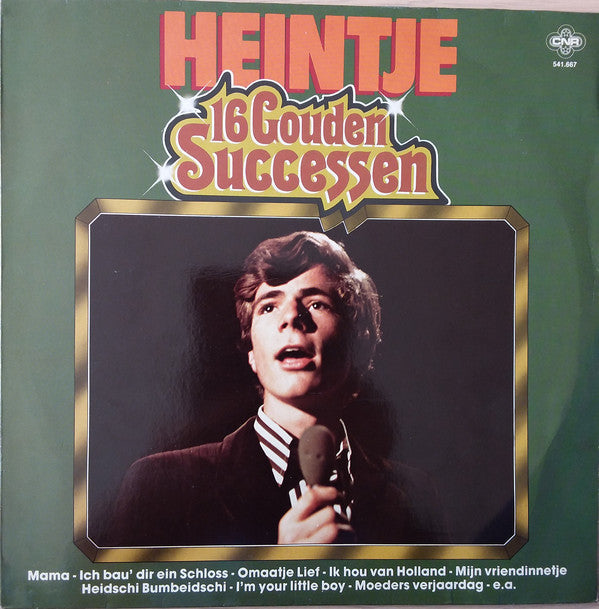 HEINTJE
CNR
541.867
16 Gouden
Successen
Mama - Ich bau' dir ein Schloss - Omaatje Lief - Ik hou van Holland - Mijn vriendinnetje
Heidschi Bumbeidschi - I'm your little boy - Moeders verjaardag - e.a.